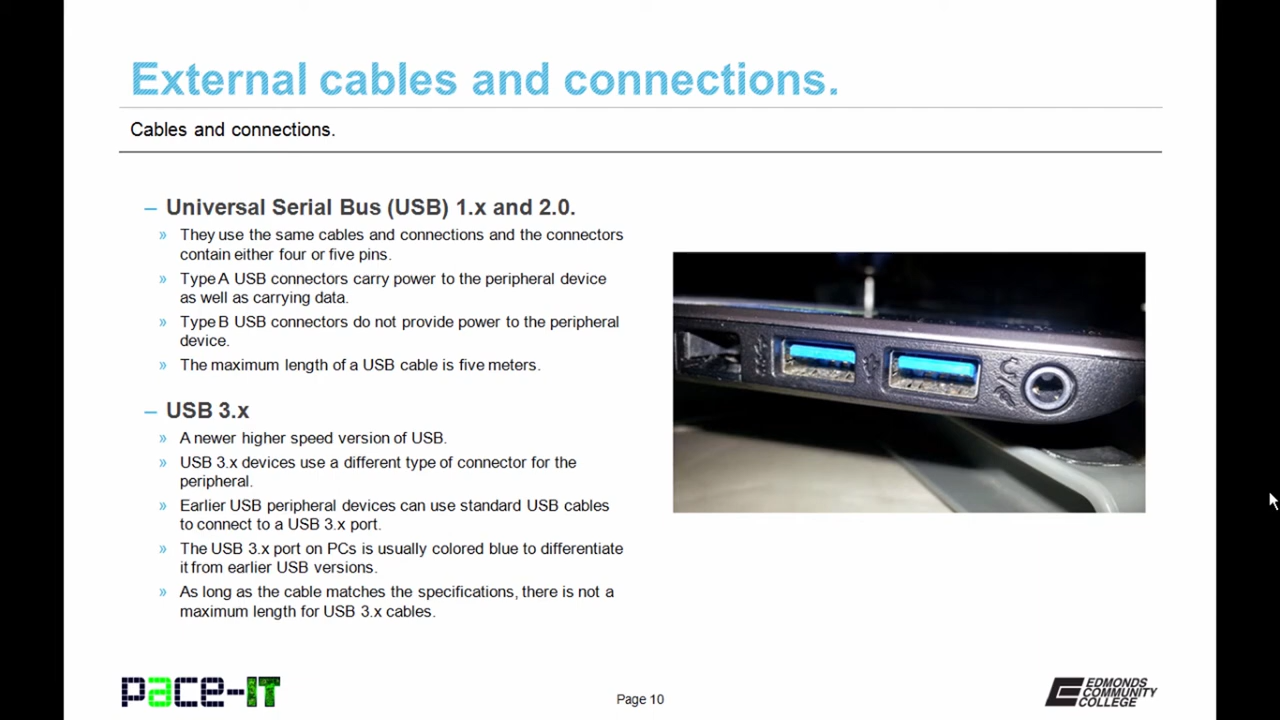 External cables and connections.
Cables and connections.
– Universal Serial Bus (USB) 1.x and 2.0.
» They use the same cables and connections and the connectors
contain either four or five pins.
» Type A USB connectors carry power to the peripheral device
as well as carrying data.
» Type B USB connectors do not provide power to the peripheral
device.
» The maximum length of a USB cable is five meters.
– USB 3.x
» A newer higher speed version of USB.
» USB 3.x devices use a different type of connector for the
peripheral.
» Earlier USB peripheral devices can use standard USB cables
to connect to a USB 3.x port.
» The USB 3.x port on PCs is usually colored blue to differentiate
it from earlier USB versions.
» As long as the cable matches the specifications, there is not a
maximum length for USB 3.x cables.
pace-IT
Page 10
EDMONDS
COMMUNITY
COLLEGE